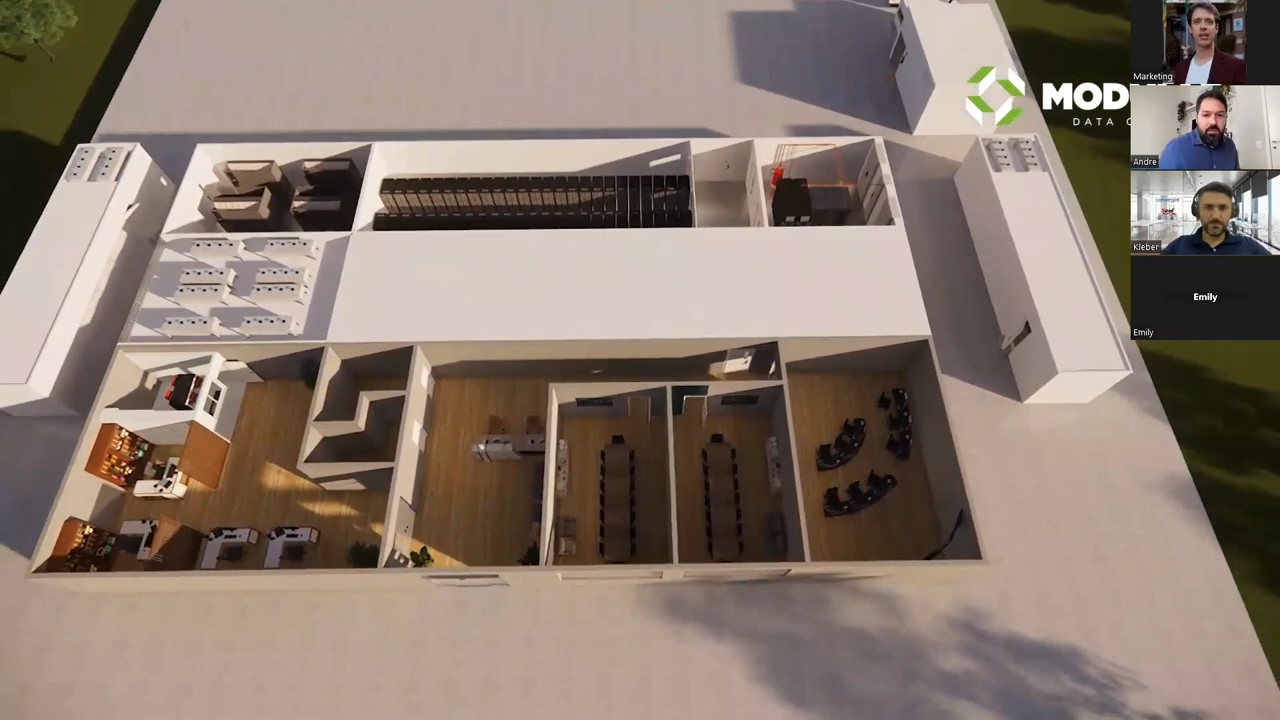 MOD
DATA C
Marketing
Andre
Kleber
Emily
Emily